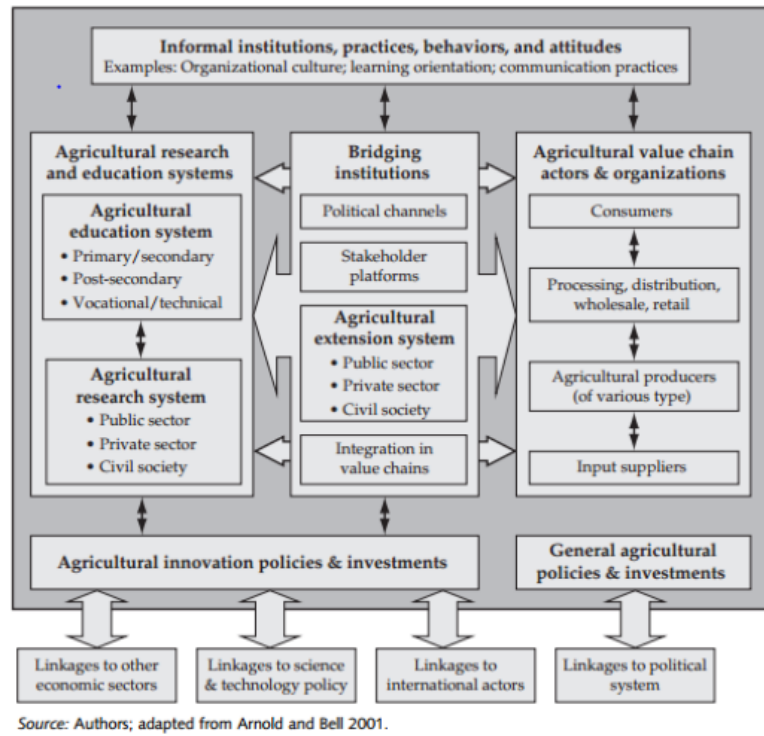 Informal institutions, practices, behaviors, and attitudes
Examples: Organizational culture; learning orientation; communication practices
Agricultural research
and education systems
Agricultural
education system
• Primary/secondary
• Post-secondary
• Vocational/technical
Agricultural
research system
• Public sector
• Private sector
• Civil society
Bridging
institutions
Political channels
Stakeholder
platforms
Agricultural
extension system
• Public sector
• Private sector
• Civil society
Integration in
value chains
Agricultural value chain
actors & organizations
Consumers
Processing, distribution,
wholesale, retail
Agricultural producers
(of various type)
Input suppliers
Agricultural innovation policies & investments
General agricultural
policies & investments
Linkages to other
economic sectors
Linkages to science
& technology policy
Linkages to
international actors
Linkages to political
system
Source: Authors; adapted from Arnold and Bell 2001.